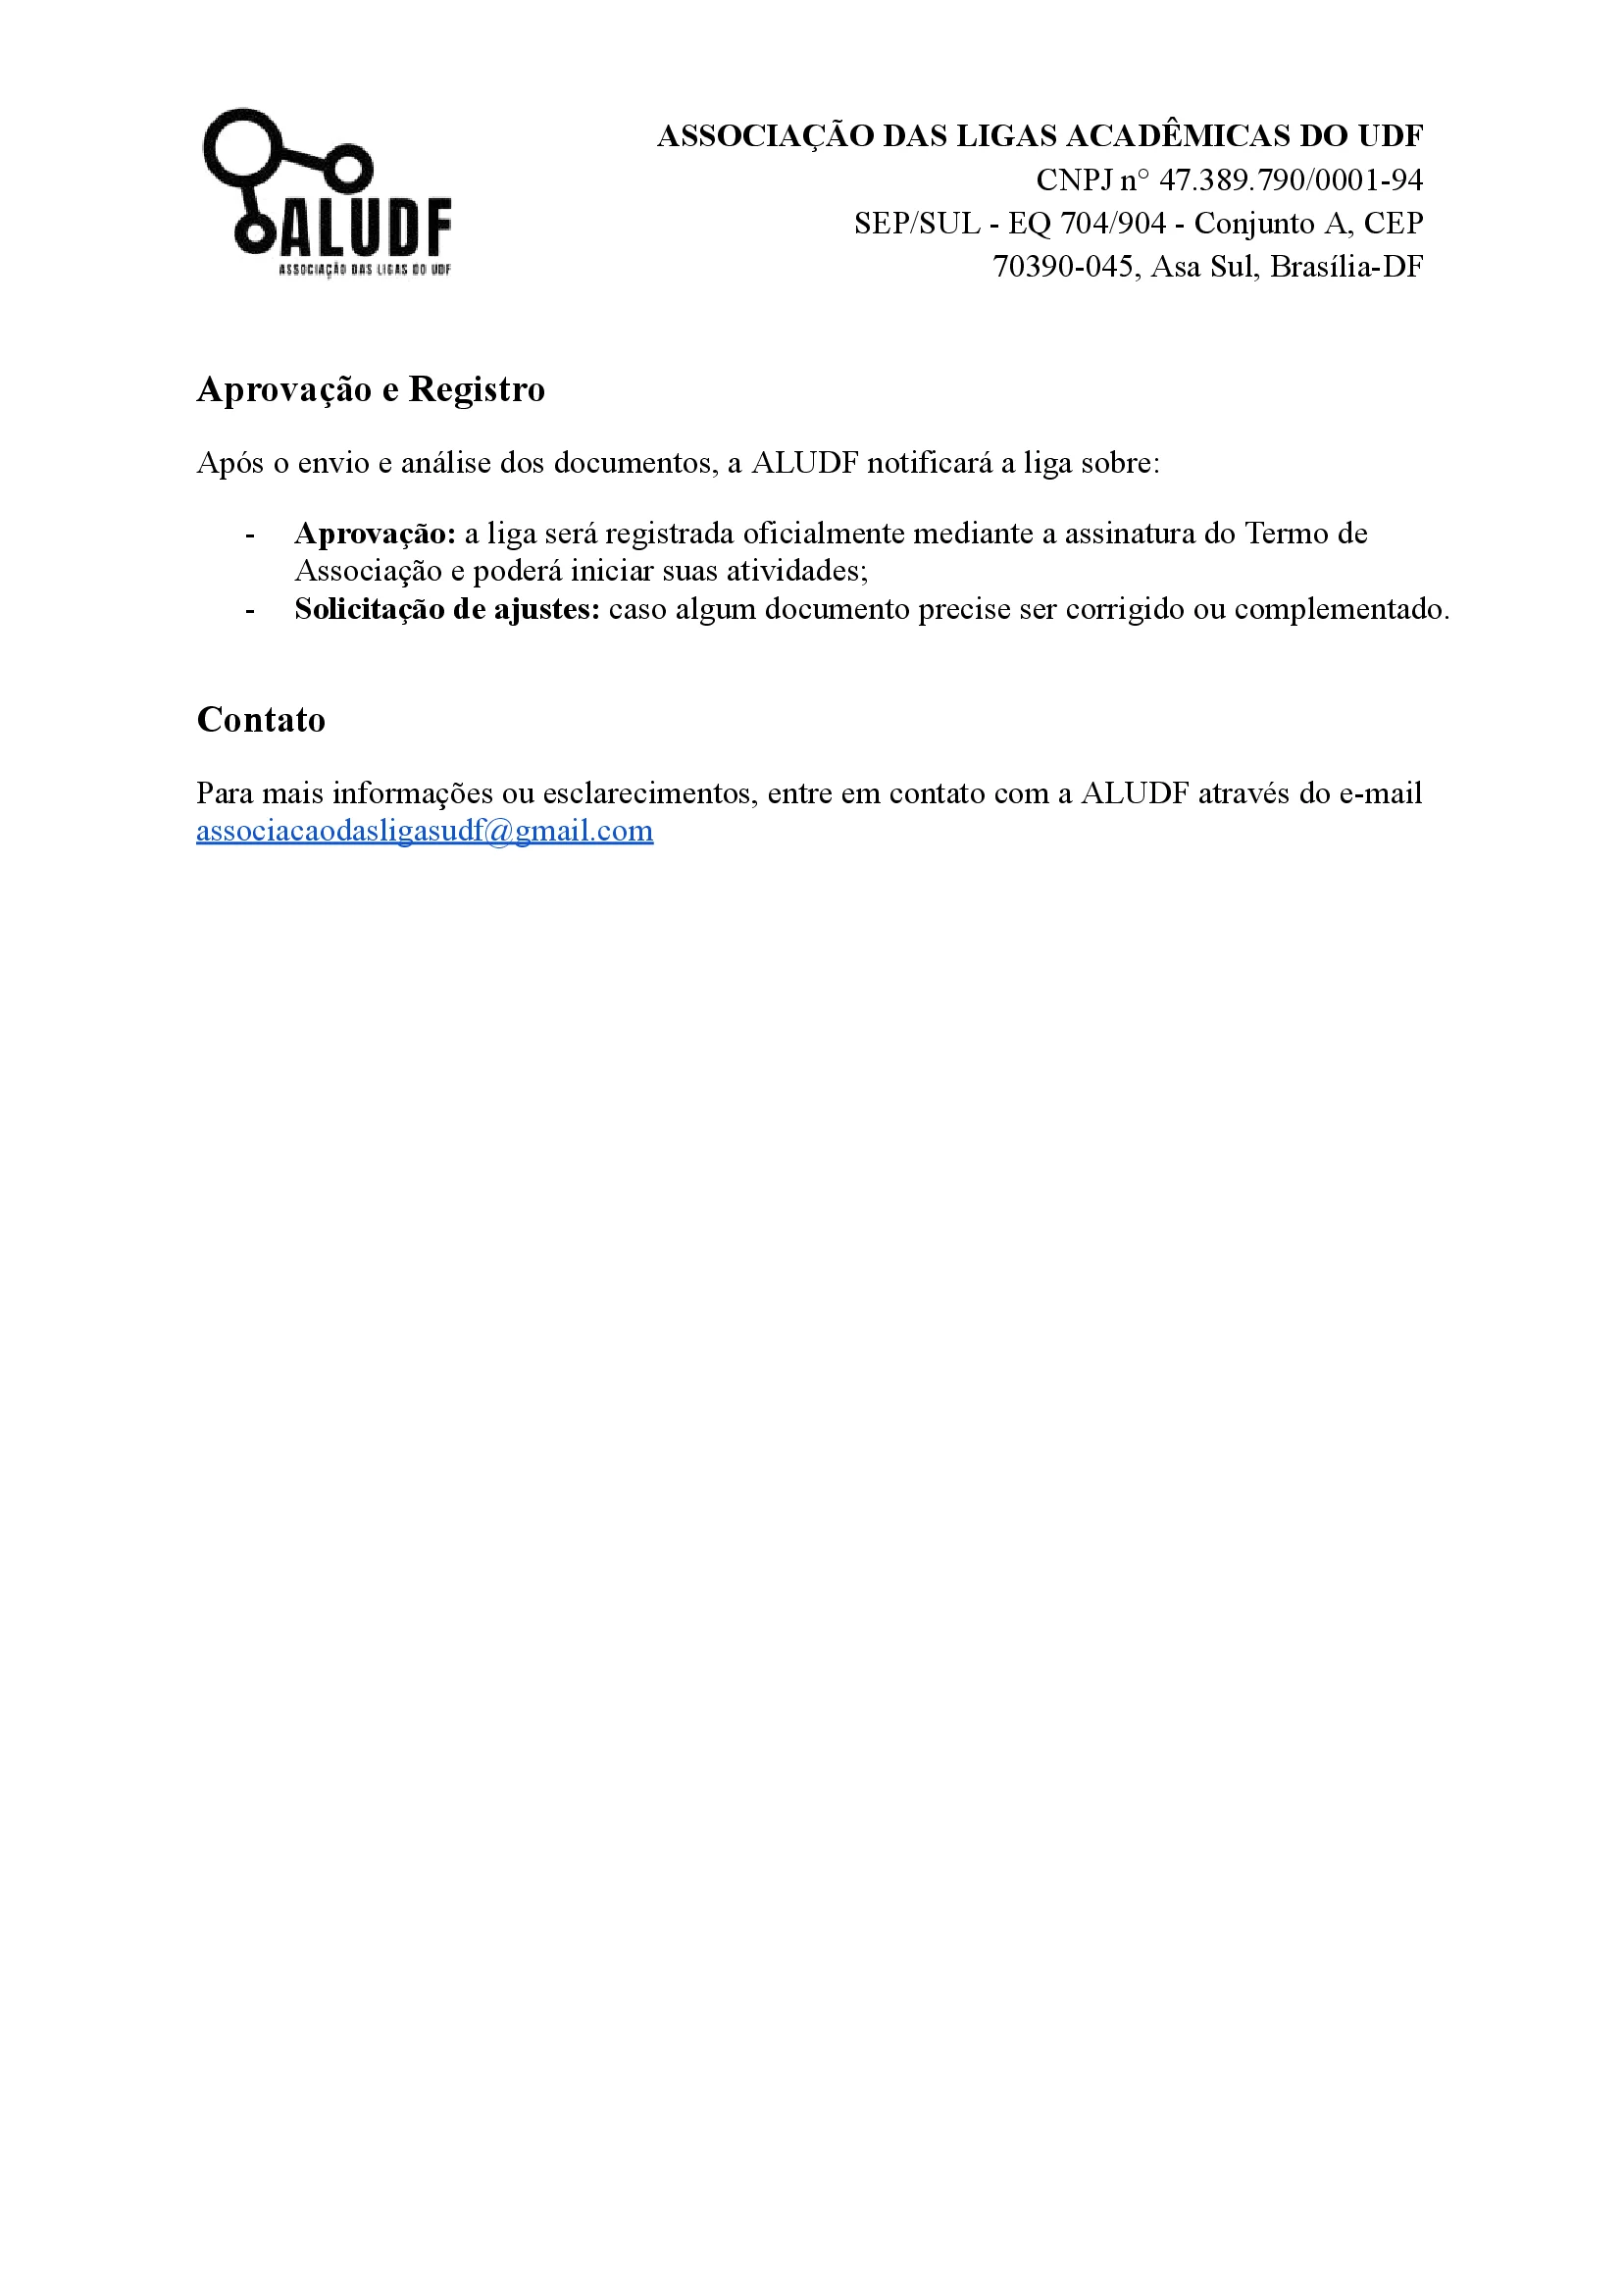 ALUDF
ASSOCIAÇÃO DAS LIGAS DO UDF
ASSOCIAÇÃO DAS LIGAS ACADÊMICAS DO UDF
CNPJ n° 47.389.790/0001-94
SEP/SUL - EQ 704/904 - Conjunto A, CEP
70390-045, Asa Sul, Brasília-DF
Aprovação e Registro
Após o envio e análise dos documentos, a ALUDF notificará a liga sobre:
- Aprovação: a liga será registrada oficialmente mediante a assinatura do Termo de
Associação e poderá iniciar suas atividades;
- Solicitação de ajustes: caso algum documento precise ser corrigido ou complementado.
Contato
Para mais informações ou esclarecimentos, entre em contato com a ALUDF através do e-mail
associacaodasligasudf@gmail.com